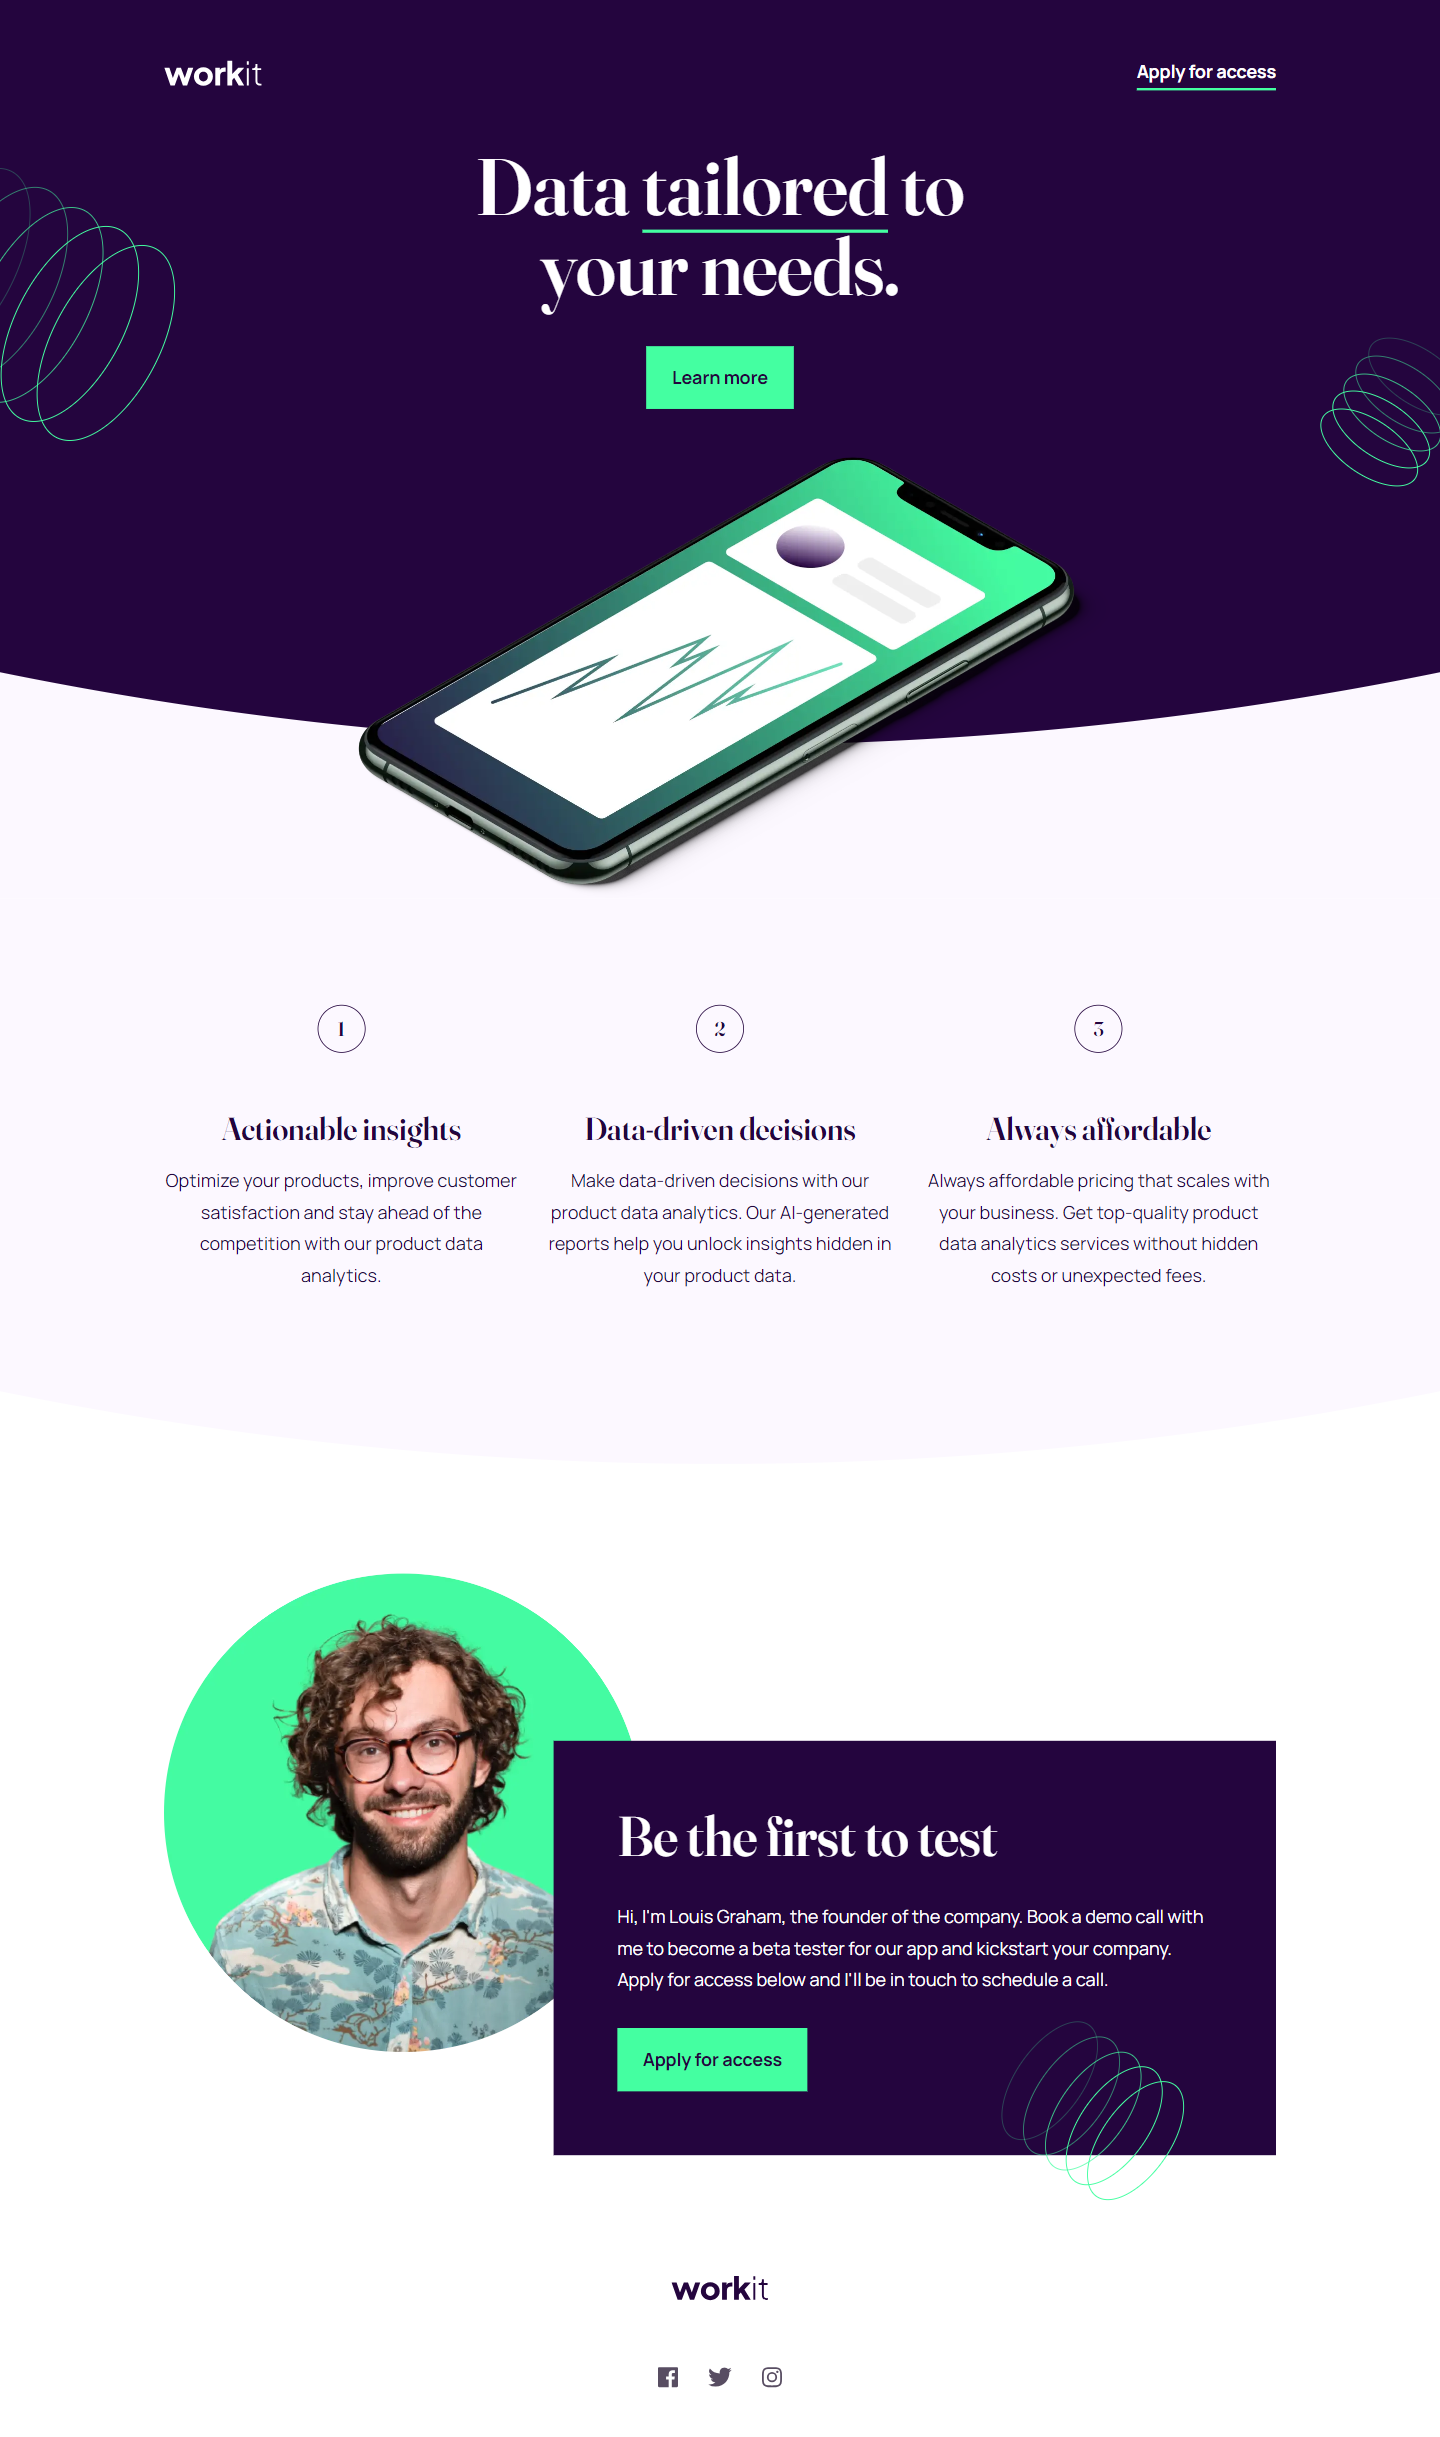 workit
Apply for access
Data tailored to
your needs.
Learn more
1
2
3
Actionable insights
Optimize your products, improve customer
satisfaction and stay ahead of the
competition with our product data
analytics.
Data-driven decisions
Make data-driven decisions with our
product data analytics. Our AI-generated
reports help you unlock insights hidden in
your product data.
Always affordable
Always affordable pricing that scales with
your business. Get top-quality product
data analytics services without hidden
costs or unexpected fees.
Be the first to test
Hi, I'm Louis Graham, the founder of the company. Book a demo call with
me to become a beta tester for our app and kickstart your company.
Apply for access below and I'll be in touch to schedule a call.
Apply for access
workit